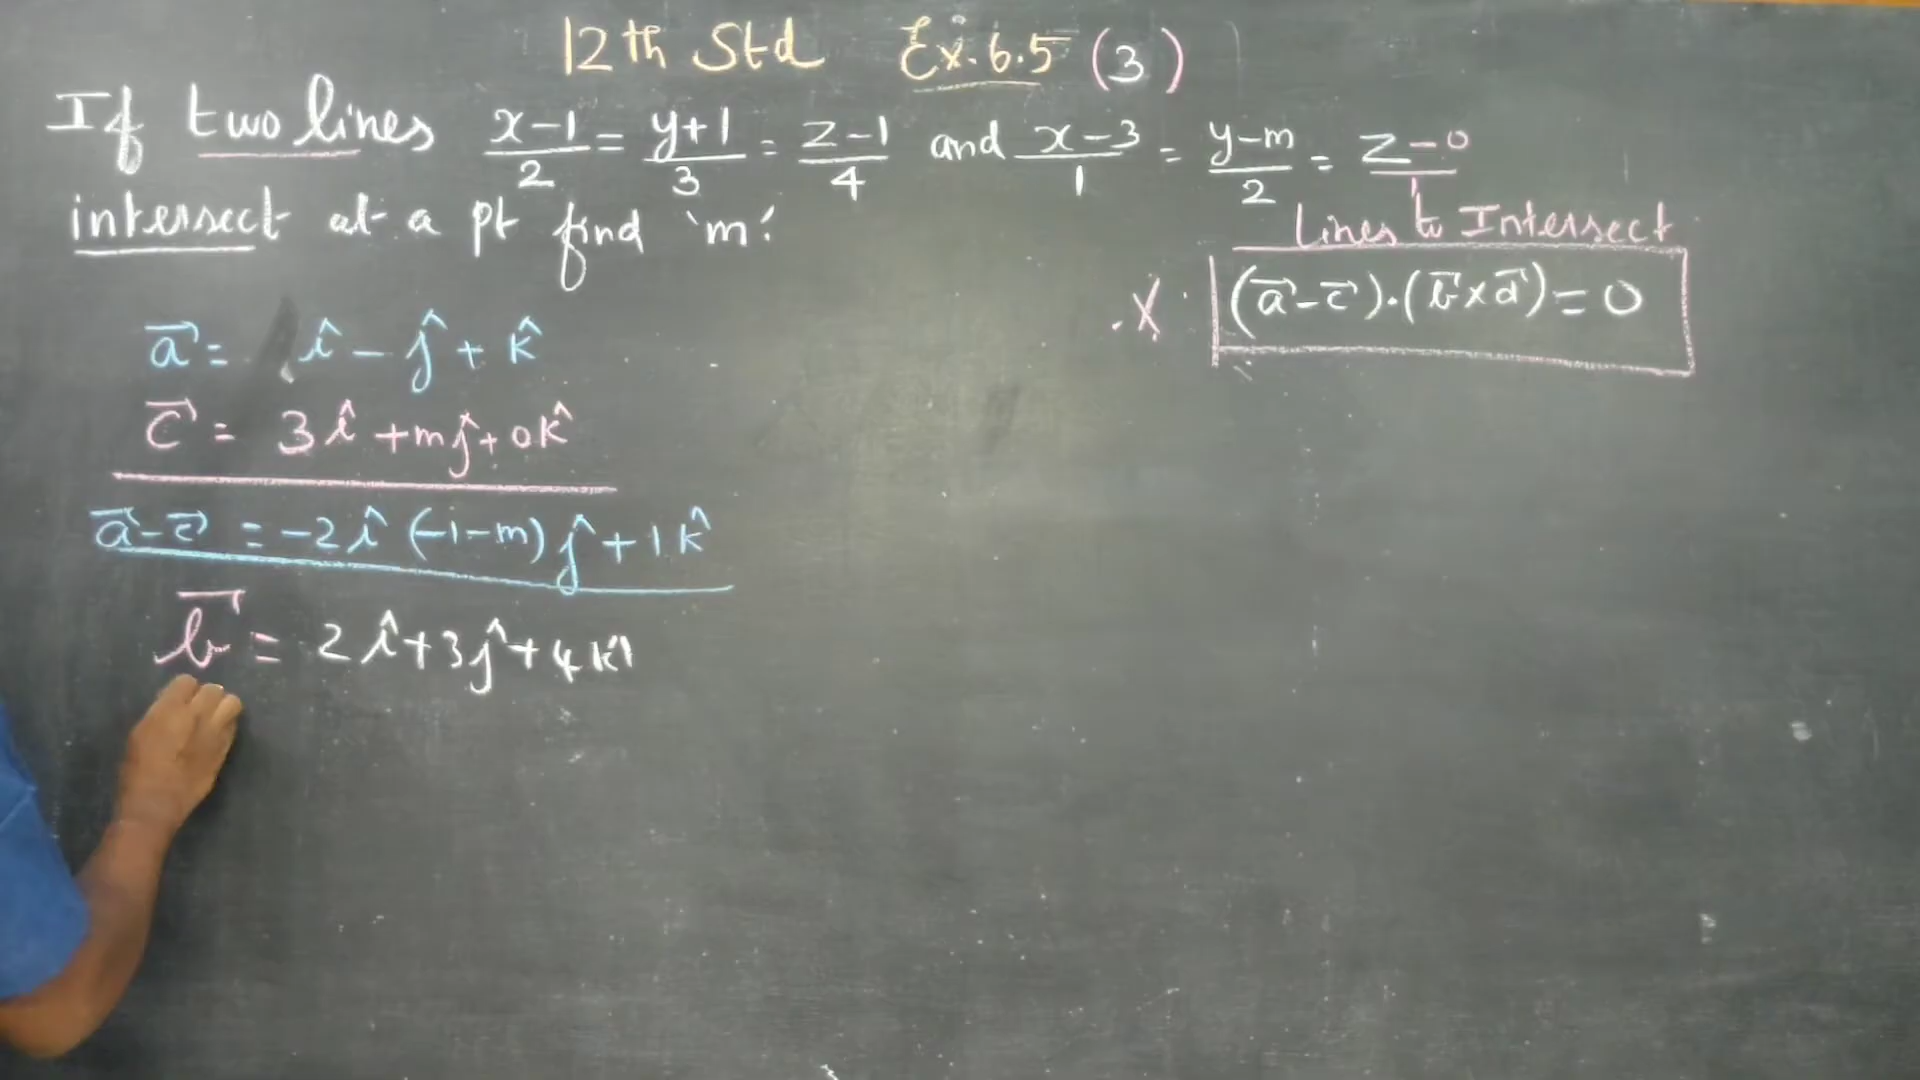 12th Std Ex.6.5 (3)
If two lines x-1/2 = y+1/3 = z-1/4 and x-3/1 = y-m/2 = z-0/1
intersect at a pt find 'm'.
Lines to Intersect
(a⃗-c⃗)·(b⃗×d⃗)=0
a⃗ = î - ĵ + k̂
c⃗ = 3î+mĵ+0k̂
a⃗-c⃗ = -2î (-1-m)ĵ+1k̂
b⃗ = 2î+3ĵ+4k̂